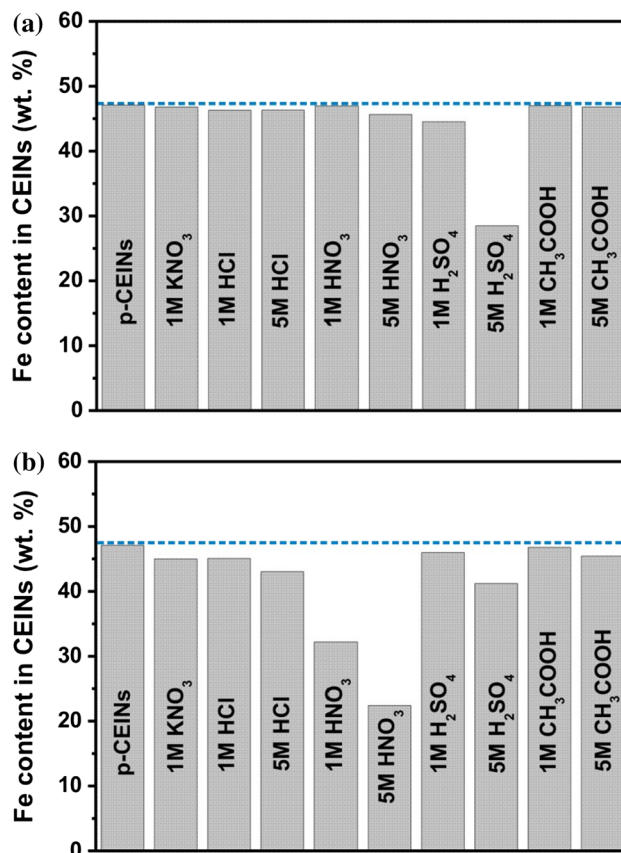 (a)
Fe content in CEINs (wt. %)
60
50
40
30
20
10
0
p-CEINs
1M KNO₃
1M HCl
5M HCl
1M HNO₃
5M HNO₃
1M H₂SO₄
5M H₂SO₄
1M CH₃COOH
5M CH₃COOH
(b)
Fe content in CEINs (wt. %)
60
50
40
30
20
10
0
p-CEINs
1M KNO₃
1M HCl
5M HCl
1M HNO₃
5M HNO₃
1M H₂SO₄
5M H₂SO₄
1M CH₃COOH
5M CH₃COOH